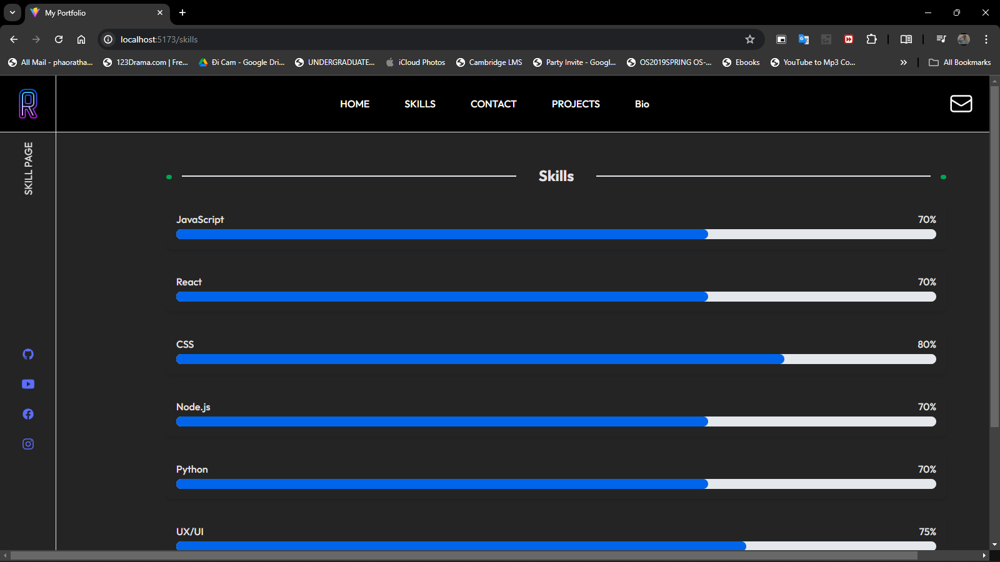 My Portfolio
localhost:5173/skills
All Mail - phaoratha...
123Drama.com | Fre...
Đi Cam - Google Dri...
UNDERGRADUATE...
iCloud Photos
Cambridge LMS
Party Invite - Googl...
OS2019SPRING OS-...
Ebooks
YouTube to Mp3 Co...
All Bookmarks
R
HOME
SKILLS
CONTACT
PROJECTS
Bio
SKILL PAGE
Skills
JavaScript 70%
React 70%
CSS 80%
Node.js 70%
Python 70%
UX/UI 75%